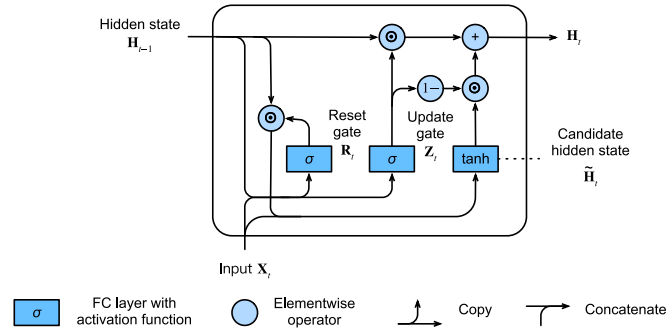 Hidden state
H_{t−1}
+
H_t
1−
Reset
gate
R_t
Update
gate
Z_t
σ
σ
tanh
Candidate
hidden state
H̃_t
Input X_t
σ
FC layer with
activation function
Elementwise
operator
Copy
Concatenate